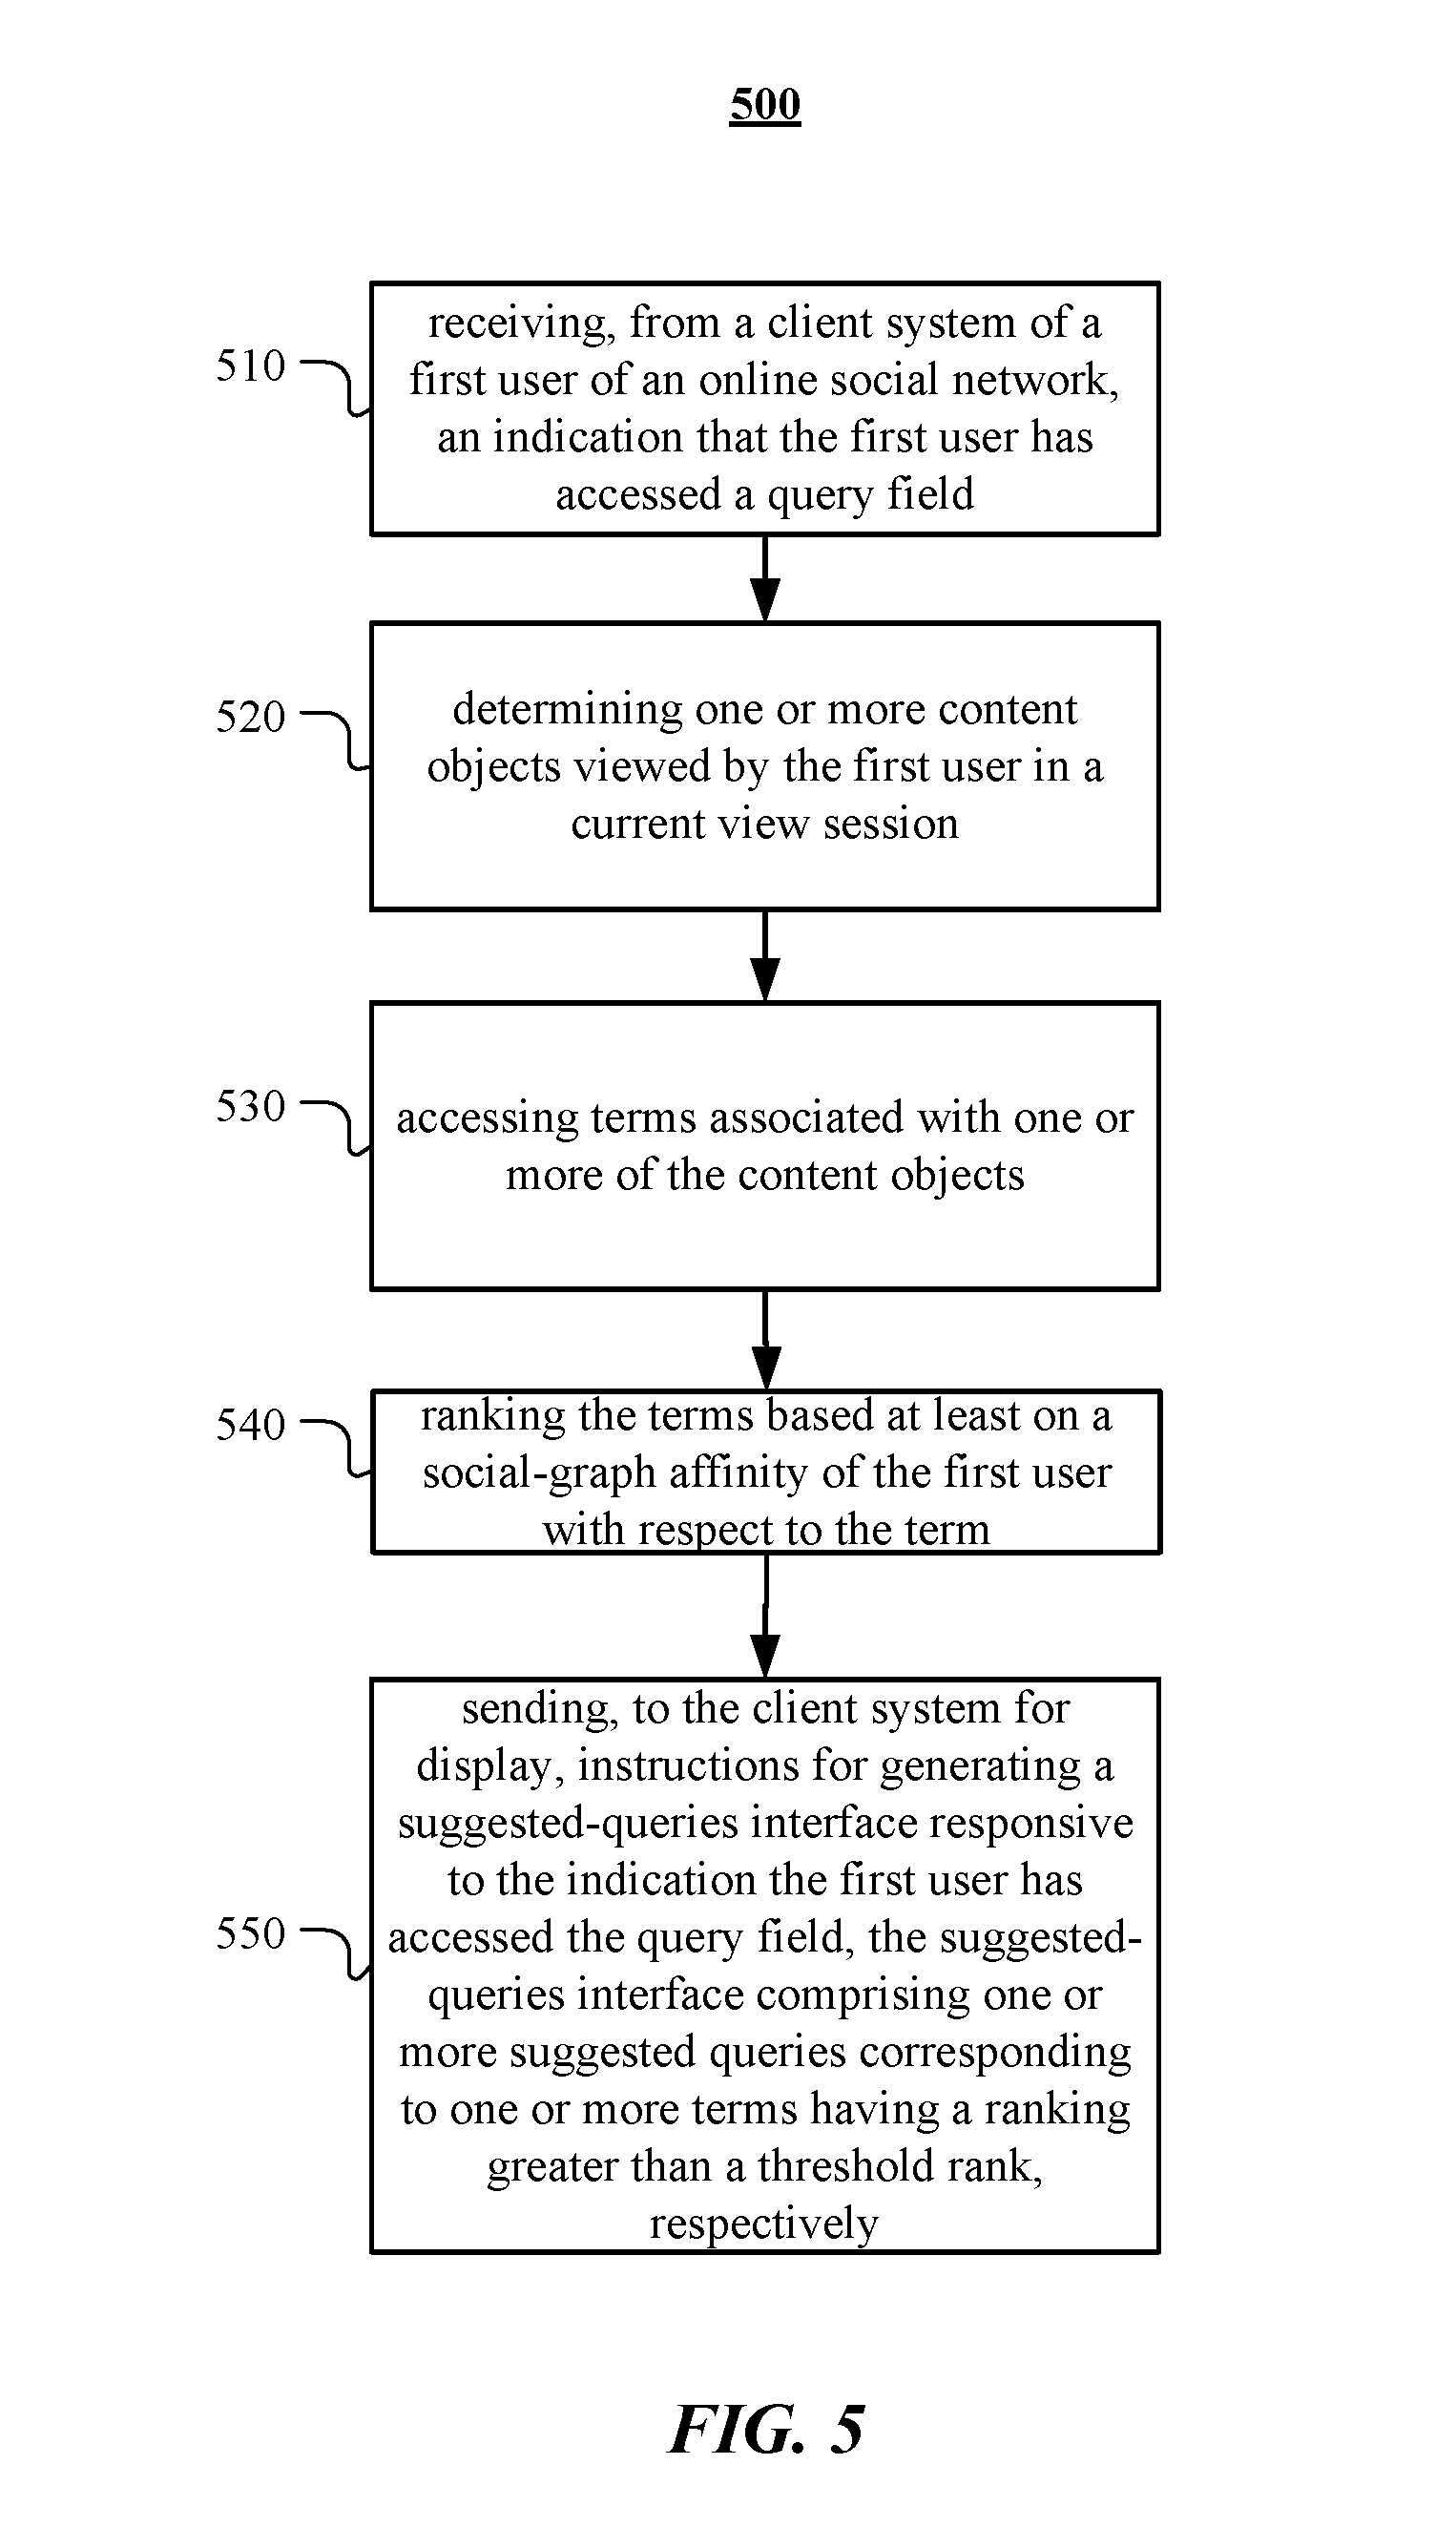 500
receiving, from a client system of a
first user of an online social network,
an indication that the first user has
accessed a query field
510
determining one or more content
objects viewed by the first user in a
current view session
520
accessing terms associated with one or
more of the content objects
530
ranking the terms based at least on a
social-graph affinity of the first user
with respect to the term
540
sending, to the client system for
display, instructions for generating a
suggested-queries interface responsive
to the indication the first user has
accessed the query field, the suggested-
queries interface comprising one or
more suggested queries corresponding
to one or more terms having a ranking
greater than a threshold rank,
respectively
550
FIG. 5